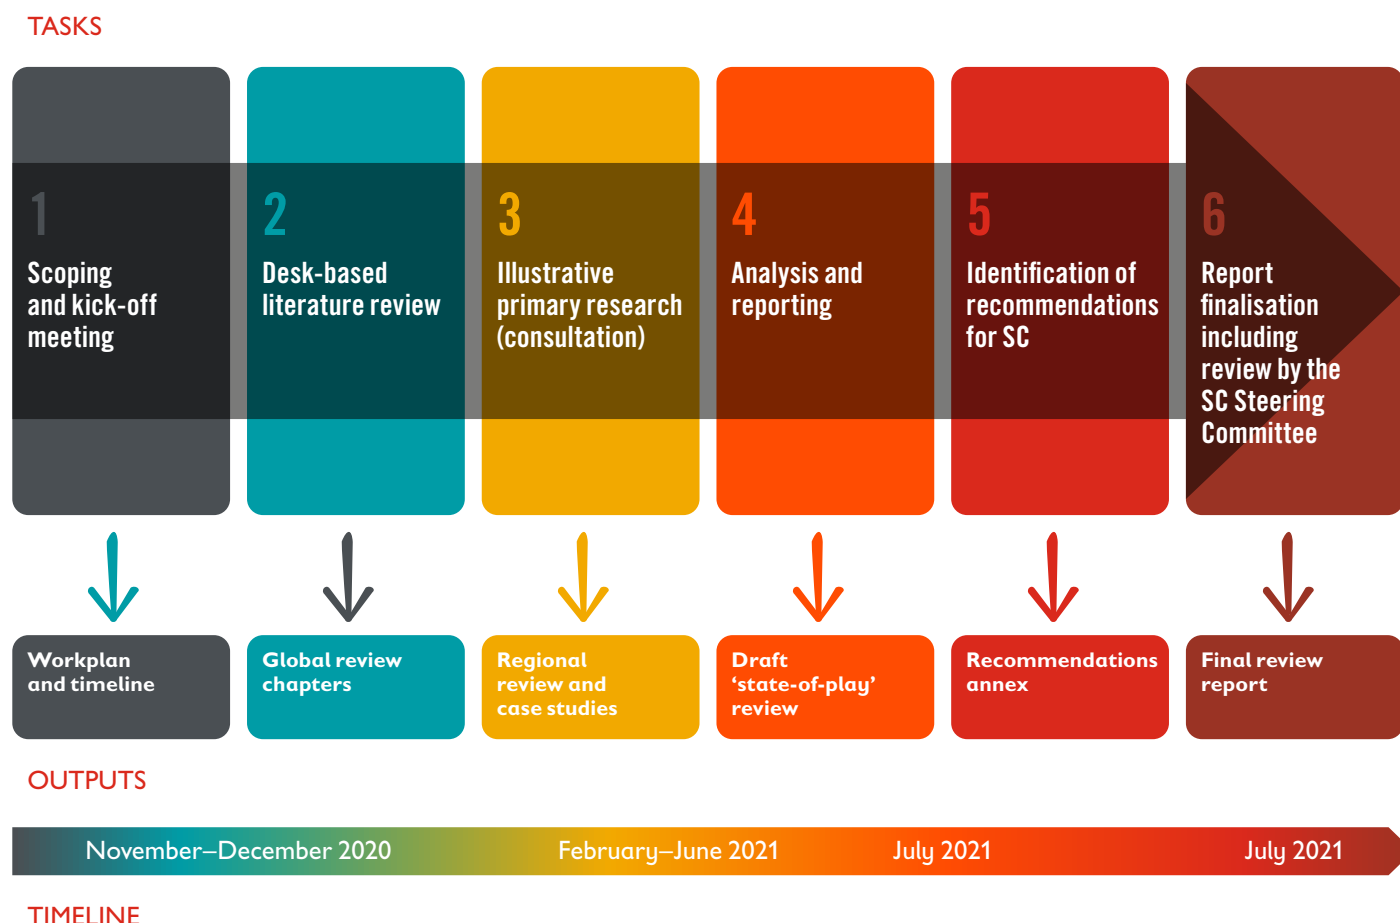 TASKS
1
Scoping
and kick-off
meeting
2
Desk-based
literature review
3
Illustrative
primary research
(consultation)
4
Analysis and
reporting
5
Identification of
recommendations
for SC
6
Report
finalisation
including
review by the
SC Steering
Committee
Workplan
and timeline
Global review
chapters
Regional
review and
case studies
Draft
‘state-of-play’
review
Recommendations
annex
Final review
report
OUTPUTS
November–December 2020
February–June 2021
July 2021
July 2021
TIMELINE